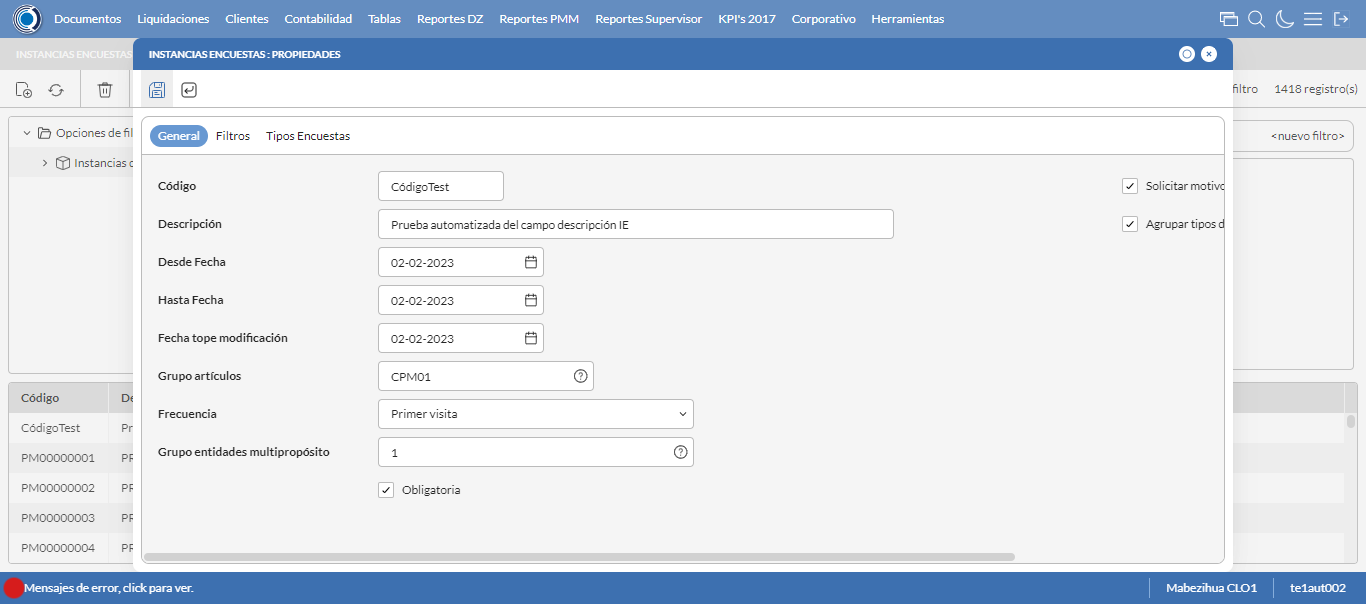 Documentos Liquidaciones Clientes Contabilidad Tablas Reportes DZ Reportes PMM Reportes Supervisor KPI's 2017 Corporativo Herramientas
INSTANCIAS ENCUESTAS
INSTANCIAS ENCUESTAS : PROPIEDADES
filtro 1418 registro(s)
Opciones de fil
<nuevo filtro>
Instancias
General Filtros Tipos Encuestas
Código CódigoTest Solicitar motivo
Descripción Prueba automatizada del campo descripción IE Agrupar tipos d
Desde Fecha 02-02-2023
Hasta Fecha 02-02-2023
Fecha tope modificación 02-02-2023
Grupo artículos CPM01
Frecuencia Primer visita
Grupo entidades multipropósito 1
Obligatoria
Código De
CódigoTest Pr
PM00000001 PR
PM00000002 PR
PM00000003 PR
PM00000004 PR
Mensajes de error, click para ver. Mabezihua CLO1 te1aut002